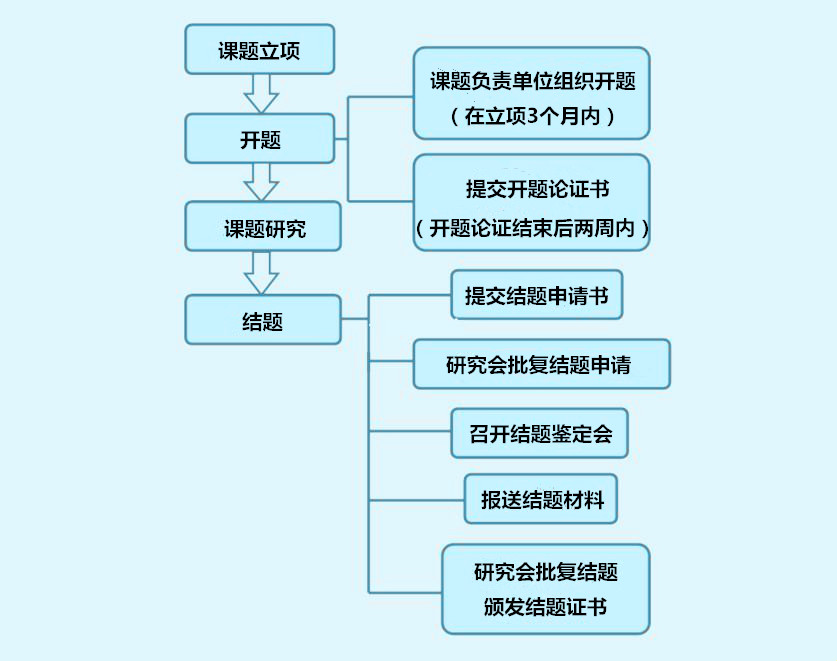 课题立项
开题
课题负责单位组织开题
（在立项3个月内）
提交开题论证书
（开题论证结束后两周内）
课题研究
结题
提交结题申请书
研究会批复结题申请
召开结题鉴定会
报送结题材料
研究会批复结题
颁发结题证书